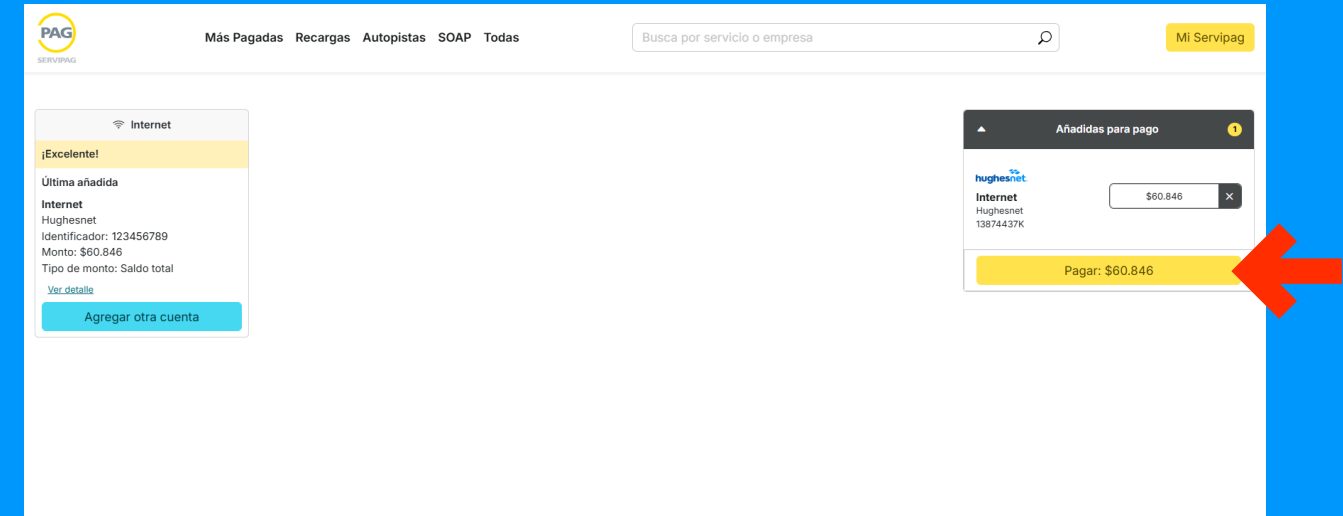 PAG
SERVIPAG
Más Pagadas Recargas Autopistas SOAP Todas
Busca por servicio o empresa
Mi Servipag
Internet
¡Excelente!
Última añadida
Internet
Hughesnet
Identificador: 123456789
Monto: $60.846
Tipo de monto: Saldo total
Ver detalle
Agregar otra cuenta
Añadidas para pago
1
hughesnet
Internet
Hughesnet
13874437K
$60.846
Pagar: $60.846